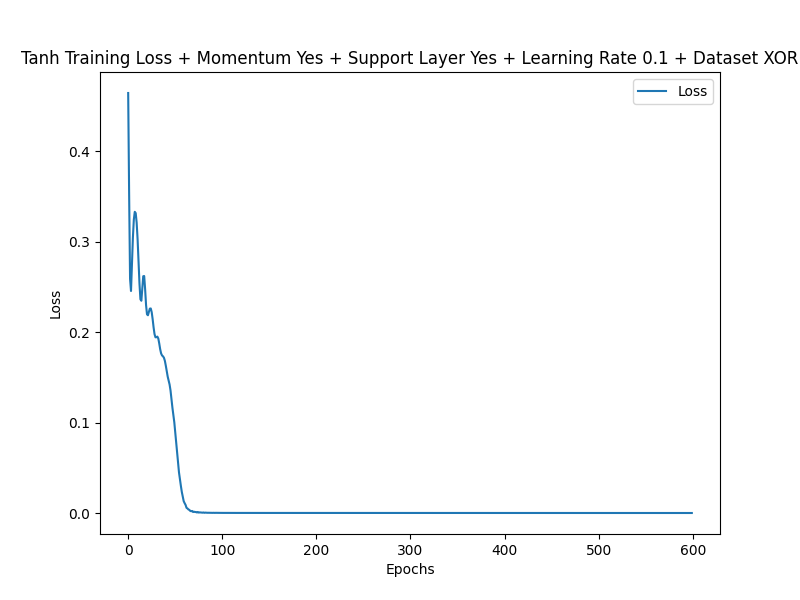 Tanh Training Loss + Momentum Yes + Support Layer Yes + Learning Rate 0.1 + Dataset XOR
Loss
0.4
0.3
0.2
0.1
0.0
Loss
0 100 200 300 400 500 600
Epochs